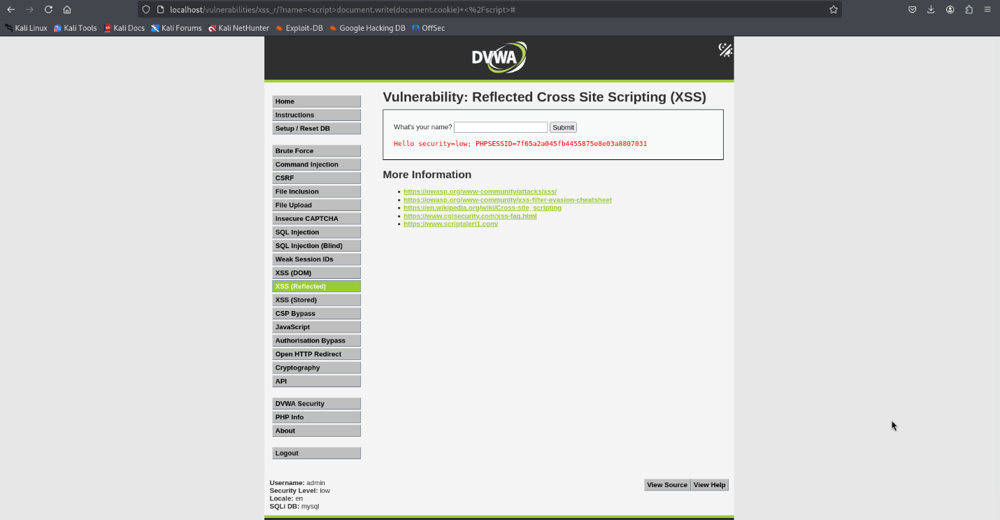 localhost/vulnerabilities/xss_r/?name=<script>document.write(document.cookie)+<%2Fscript>#
Kali Linux Kali Tools Kali Docs Kali Forums Kali NetHunter Exploit-DB Google Hacking DB OffSec
DVWA
Home
Instructions
Setup / Reset DB
Brute Force
Command Injection
CSRF
File Inclusion
File Upload
Insecure CAPTCHA
SQL Injection
SQL Injection (Blind)
Weak Session IDs
XSS (DOM)
XSS (Reflected)
XSS (Stored)
CSP Bypass
JavaScript
Authorisation Bypass
Open HTTP Redirect
Cryptography
API
DVWA Security
PHP Info
About
Logout
Vulnerability: Reflected Cross Site Scripting (XSS)
What's your name? Submit
Hello security=low; PHPSESSID=7f65a2a045fb4455875e8e03a8807031
More Information
https://owasp.org/www-community/attacks/xss/
https://owasp.org/www-community/xss-filter-evasion-cheatsheet
https://en.wikipedia.org/wiki/Cross-site_scripting
https://www.cgisecurity.com/xss-faq.html
https://www.scriptalert1.com/
Username: admin
Security Level: low
Locale: en
SQLi DB: mysql
View Source View Help